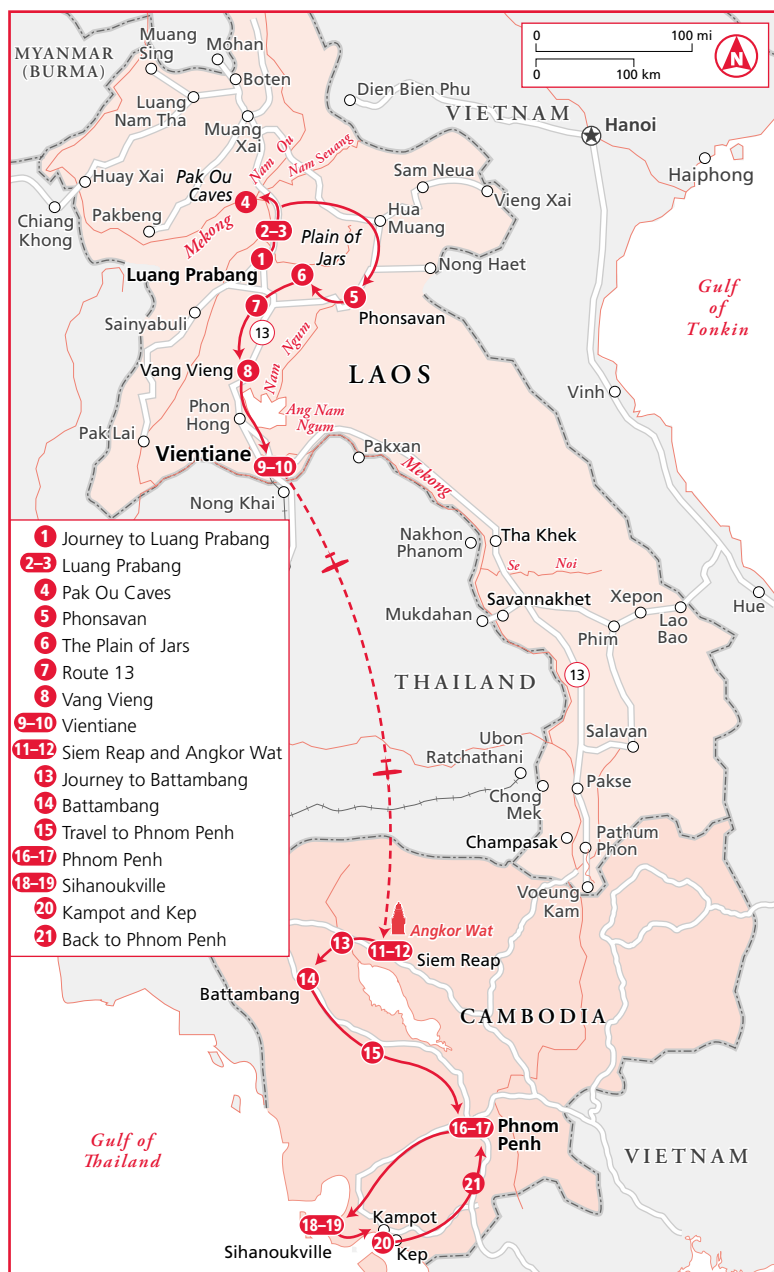 0 100 mi
0 100 km
N
MYANMAR
(BURMA)
Muang
Sing
Mohan
Boten
Luang
Nam Tha
Muang
Xai
Dien Bien Phu
VIETNAM
Hanoi
Haiphong
Huay Xai
Pak Ou
Caves
Nam Ou
Nam Seuang
Sam Neua
Vieng Xai
Chiang
Khong
Pakbeng
Mekong
4
2–3
Hua
Muang
Plain of
Jars
1
Luang Prabang
6
5
Nong Haet
Phonsavan
Gulf
of
Tonkin
7
Sainyabuli
13
Nam Ngum
Vang Vieng
8
LAOS
Vinh
Phon
Hong
Ang Nam
Ngum
Pak Lai
Vientiane
9–10
Pakxan
Mekong
Nong Khai
Nakhon
Phanom
Tha Khek
Se Noi
Savannakhet
Xepon
Hue
Mukdahan
Phim
Lao
Bao
THAILAND
13
Salavan
Ubon
Ratchathani
Chong
Mek
Pakse
Champasak
Pathum
Phon
Voeung
Kam
1 Journey to Luang Prabang
2–3 Luang Prabang
4 Pak Ou Caves
5 Phonsavan
6 The Plain of Jars
7 Route 13
8 Vang Vieng
9–10 Vientiane
11–12 Siem Reap and Angkor Wat
13 Journey to Battambang
14 Battambang
15 Travel to Phnom Penh
16–17 Phnom Penh
18–19 Sihanoukville
20 Kampot and Kep
21 Back to Phnom Penh
Angkor Wat
13
11–12
Siem Reap
14
Battambang
CAMBODIA
15
16–17
Phnom
Penh
Gulf of
Thailand
VIETNAM
21
18–19
Kampot
20
Sihanoukville
Kep